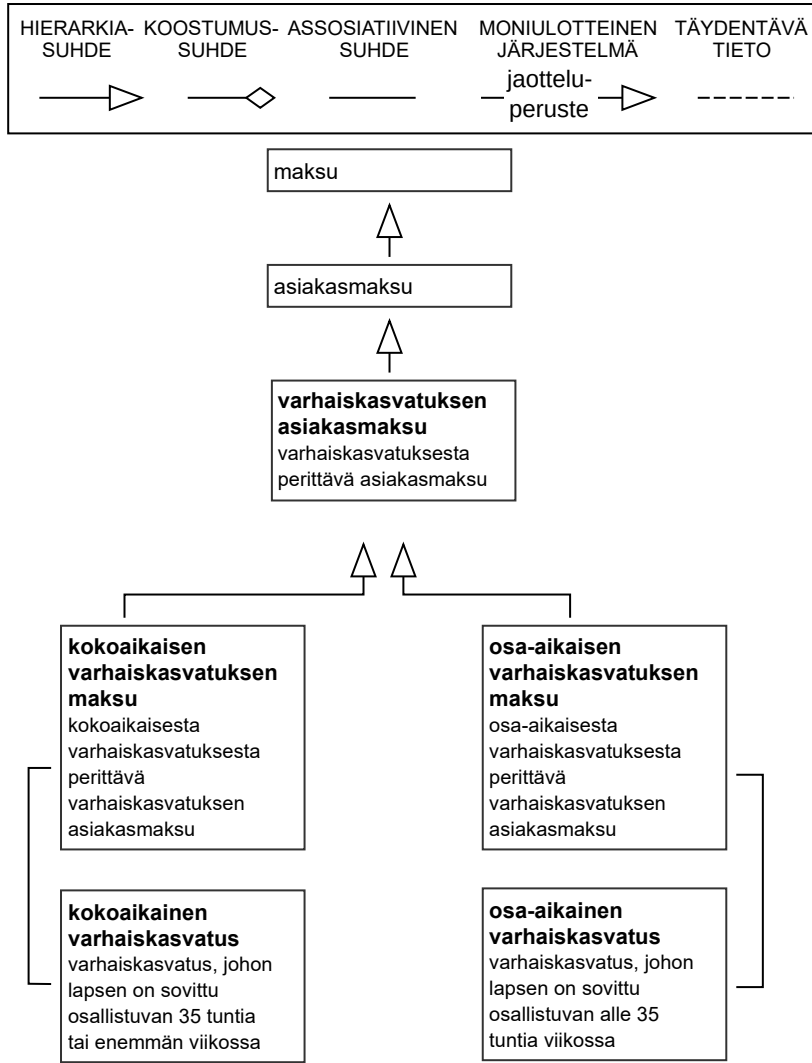 HIERARKIA-
SUHDE
KOOSTUMUS-
SUHDE
ASSOSIATIIVINEN
SUHDE
MONIULOTTEINEN
JÄRJESTELMÄ
jaottelu-
peruste
TÄYDENTÄVÄ
TIETO
maksu
asiakasmaksu
varhaiskasvatuksen
asiakasmaksu
varhaiskasvatuksesta
perittävä asiakasmaksu
kokoaikaisen
varhaiskasvatuksen
maksu
kokoaikaisesta
varhaiskasvatuksesta
perittävä
varhaiskasvatuksen
asiakasmaksu
osa-aikaisen
varhaiskasvatuksen
maksu
osa-aikaisesta
varhaiskasvatuksesta
perittävä
varhaiskasvatuksen
asiakasmaksu
kokoaikainen
varhaiskasvatus
varhaiskasvatus, johon
lapsen on sovittu
osallistuvan 35 tuntia
tai enemmän viikossa
osa-aikainen
varhaiskasvatus
varhaiskasvatus, johon
lapsen on sovittu
osallistuvan alle 35
tuntia viikossa